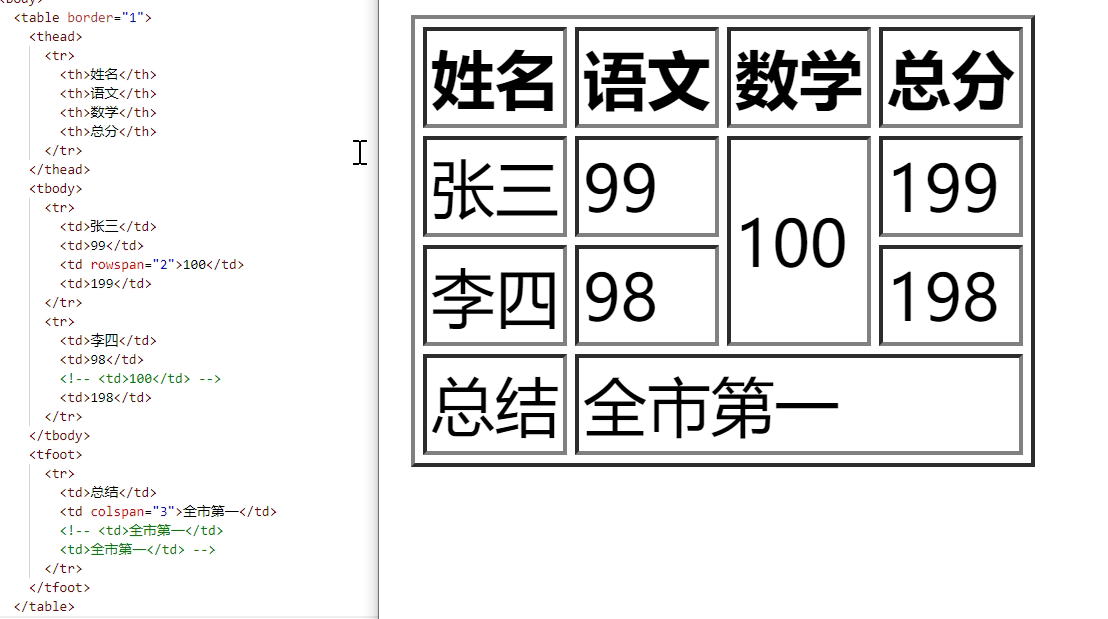 <body>
<table border="1">
<thead>
<tr>
<th>姓名</th>
<th>语文</th>
<th>数学</th>
<th>总分</th>
</tr>
</thead>
<tbody>
<tr>
<td>张三</td>
<td>99</td>
<td rowspan="2">100</td>
<td>199</td>
</tr>
<tr>
<td>李四</td>
<td>98</td>
<!-- <td>100</td> -->
<td>198</td>
</tr>
</tbody>
<tfoot>
<tr>
<td>总结</td>
<td colspan="3">全市第一</td>
<!-- <td>全市第一</td>
<td>全市第一</td> -->
</tr>
</tfoot>
</table>
姓名 语文 数学 总分
张三 99 100 199
李四 98 198
总结 全市第一